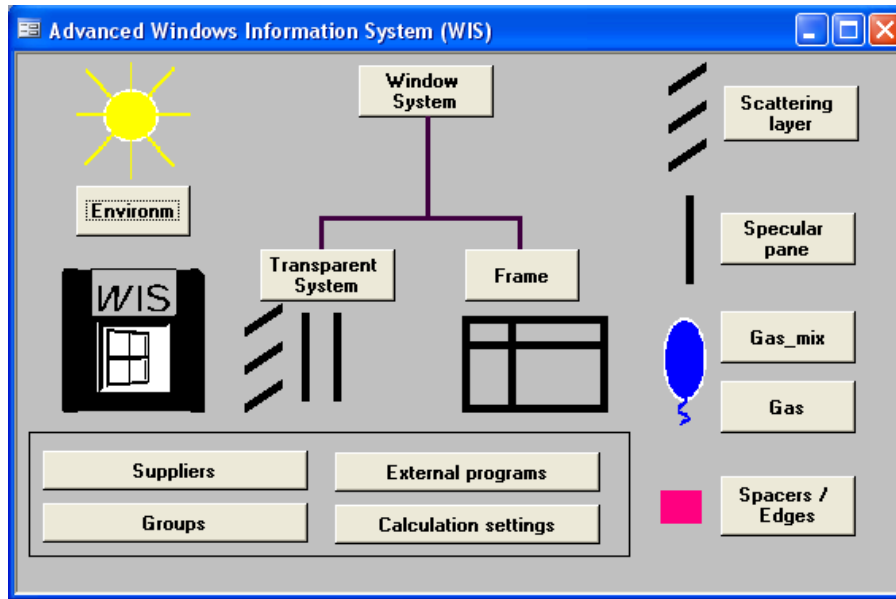 Advanced Windows Information System (WIS)
Window
System
Scattering
layer
Environm
Specular
pane
Transparent
System
Frame
WIS
Gas_mix
Gas
Suppliers
External programs
Groups
Calculation settings
Spacers /
Edges